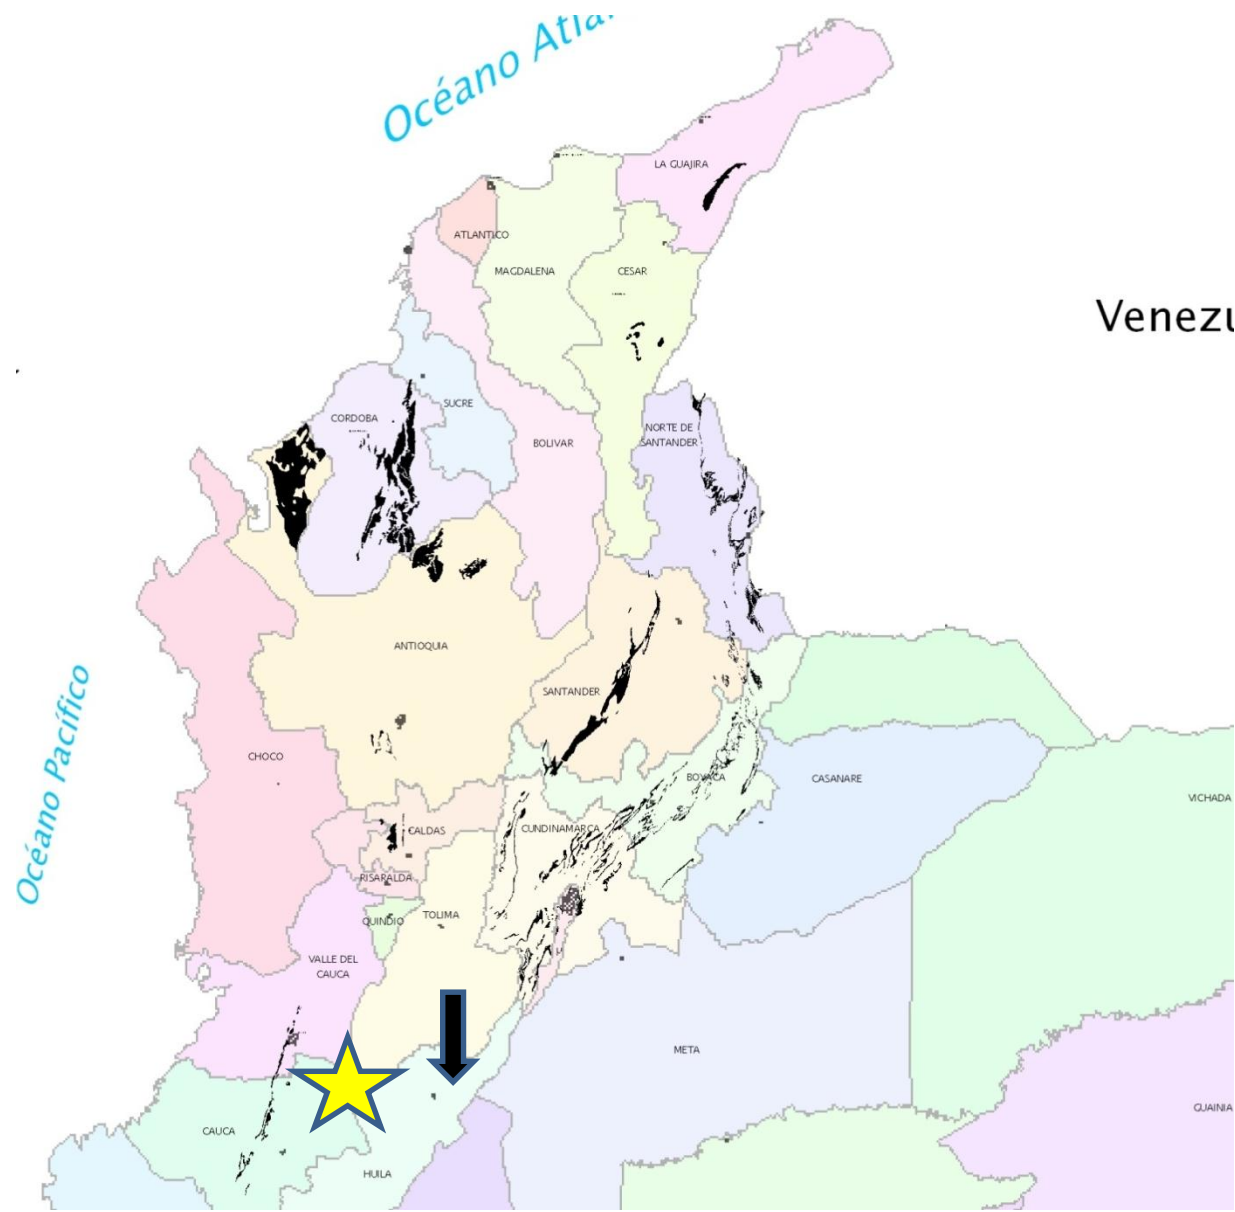 Océano Atla
LA GUAJIRA
ATLANTICO
MAGDALENA
CESAR
Venezu
SUCRE
CORDOBA
NORTE DE
SANTANDER
BOLIVAR
ANTIOQUIA
SANTANDER
Océano Pacífico
CHOCO
BOYACA
CASANARE
VICHADA
CALDAS
CUNDINAMARCA
RISARALDA
QUINDIO
TOLIMA
VALLE DEL
CAUCA
META
GUAINIA
CAUCA
HUILA